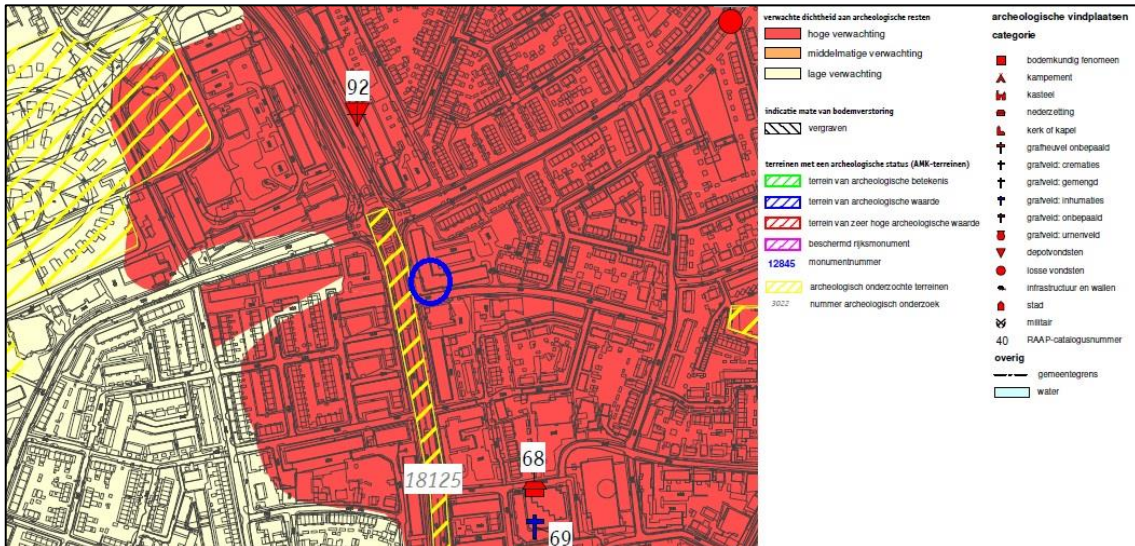 92
18125
68
69
verwachte dichtheid aan archeologische resten
hoge verwachting
middelmatige verwachting
lage verwachting
indicatie mate van bodemverstoring
vergraven
terreinen met een archeologische status (AMK-terreinen)
terrein van archeologische betekenis
terrein van archeologische waarde
terrein van zeer hoge archeologische waarde
beschermd rijksmonument
12845 monumentnummer
archeologisch onderzochte terreinen
3022 nummer archeologisch onderzoek
archeologische vindplaatsen
categorie
bodemkundig fenomeen
kampement
kasteel
nederzetting
kerk of kapel
grafheuvel onbepaald
grafveld: crematies
grafveld: gemengd
grafveld: inhumaties
grafveld: onbepaald
grafveld: urnenveld
depotvondsten
losse vondsten
infrastructuur en wallen
stad
militair
40 RAAP-catalogusnummer
overig
gemeentegrens
water